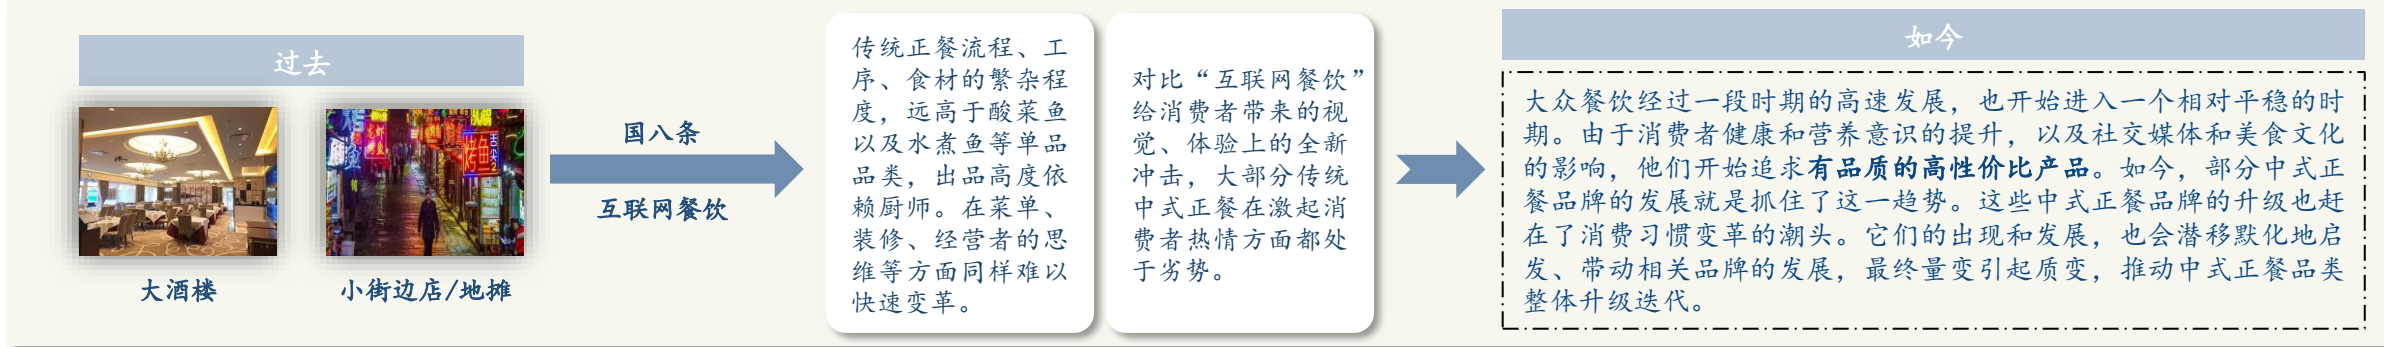 过去
大酒楼
小街边店/地摊
国八条
互联网餐饮
传统正餐流程、工
序、食材的繁杂程
度，远高于酸菜鱼
以及水煮鱼等单品
品类，出品高度依
赖厨师。在菜单、
装修、经营者的思
维等方面同样难以
快速变革。
对比“互联网餐饮”
给消费者带来的视
觉、体验上的全新
冲击，大部分传统
中式正餐在激起消
费者热情方面都处
于劣势。
如今
大众餐饮经过一段时期的高速发展，也开始进入一个相对平稳的时
期。由于消费者健康和营养意识的提升，以及社交媒体和美食文化
的影响，他们开始追求有品质的高性价比产品。如今，部分中式正
餐品牌的发展就是抓住了这一趋势。这些中式正餐品牌的升级也赶
在了消费习惯变革的潮头。它们的出现和发展，也会潜移默化地启
发、带动相关品牌的发展，最终量变引起质变，推动中式正餐品类
整体升级迭代。
烤鱼
舌尖